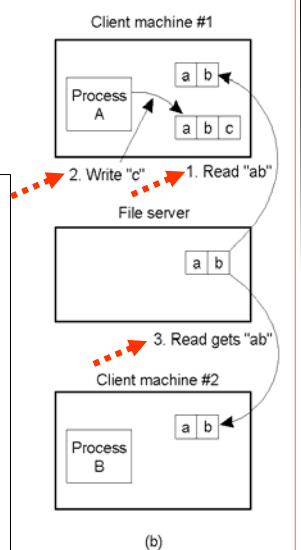 Client machine #1
a b
Process
A
a b c
2. Write "c"
1. Read "ab"
File server
a b
3. Read gets "ab"
Client machine #2
a b
Process
B
(b)